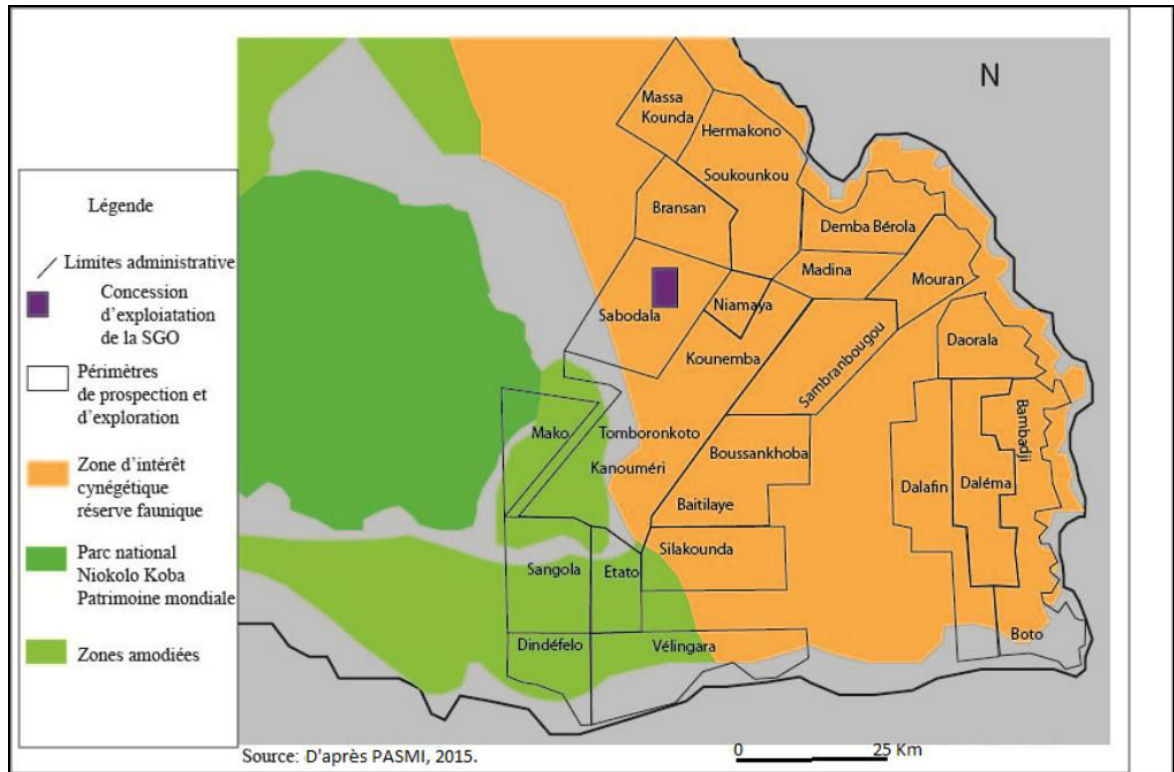 N
Massa
Kounda
Hermakono
Soukounkou
Bransan
Demba Bérola
Madina
Mouran
Sabodala
Niamaya
Kounemba
Sambranbougou
Daorala
Bambadji
Mako
Tomboronkoto
Kanouméri
Boussankhoba
Baitilaye
Dalafin
Daléma
Silakounda
Sangola
Etato
Dindéfelo
Vélingara
Boto
Légende
Limites administrative
Concession
d'exploiatation
de la SGO
Périmètres
de prospection et
d'exploration
Zone d'intérêt
cynégétique
réserve faunique
Parc national
Niokolo Koba
Patrimoine mondiale
Zones amodiées
Source: D'après PASMI, 2015.
0 25 Km